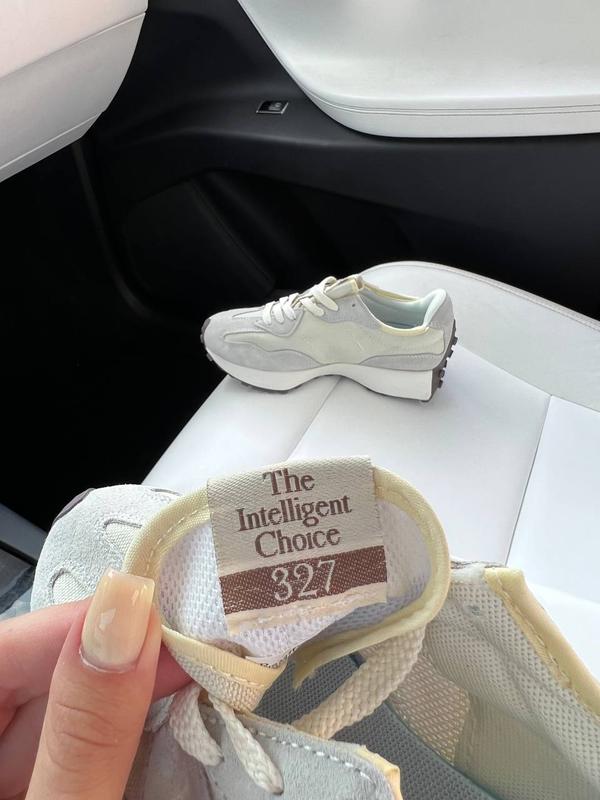 The
Intelligent
Choice
327